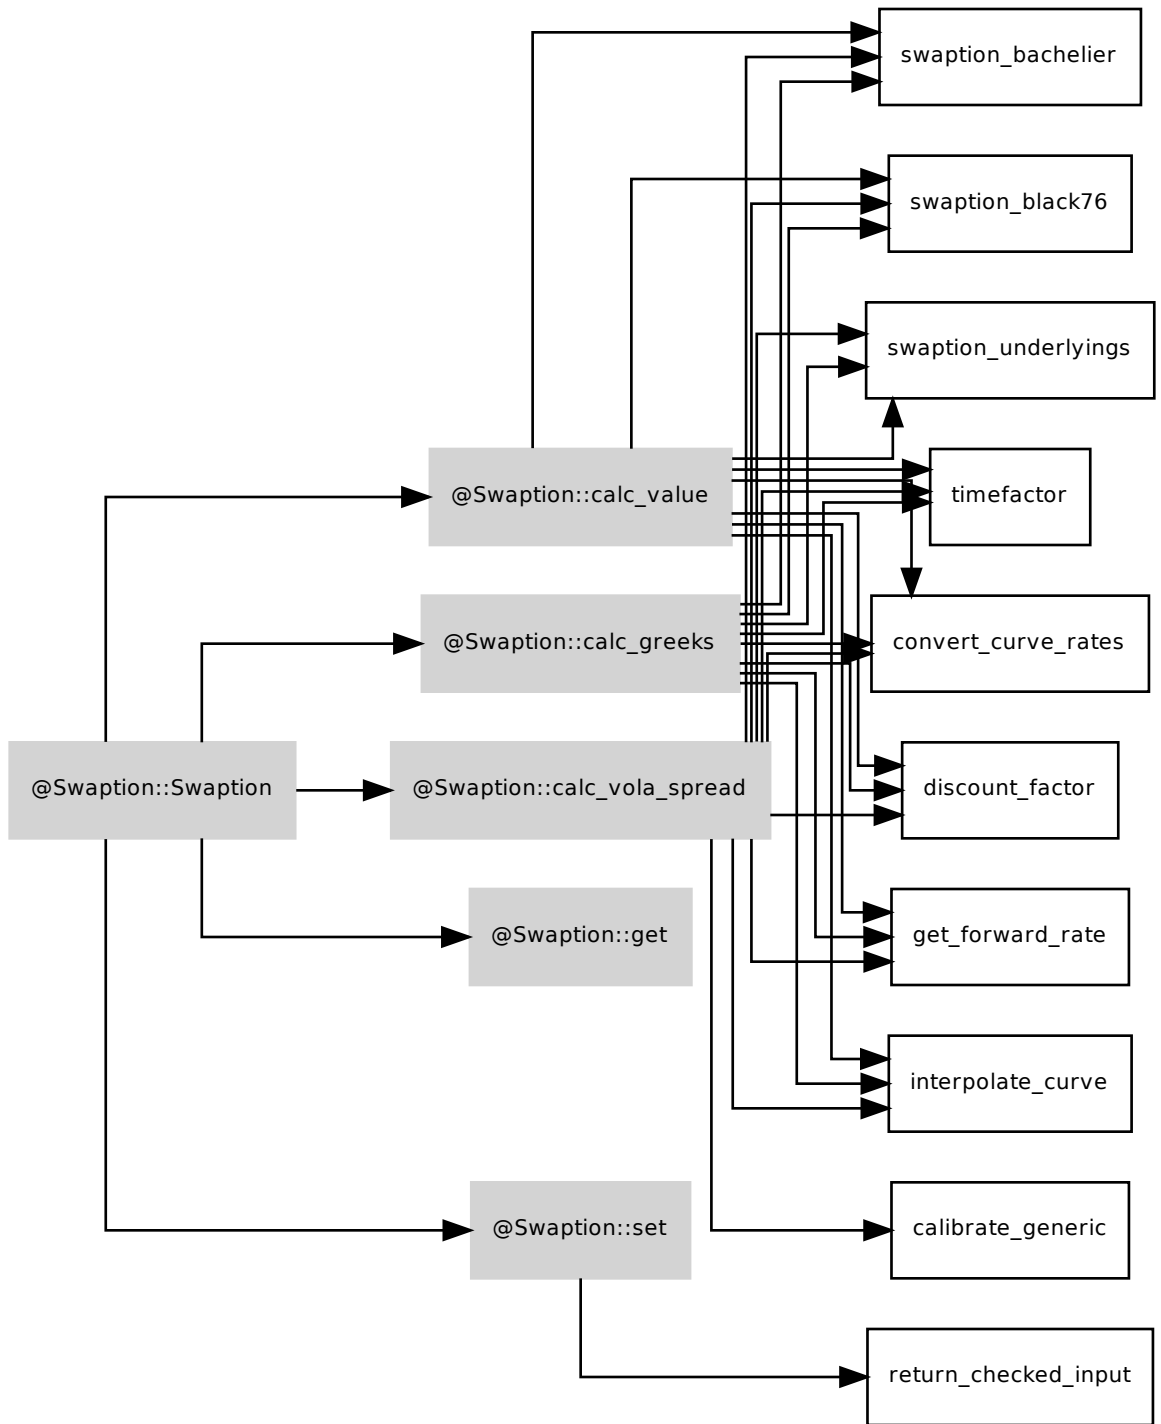 swaption_bachelier
swaption_black76
swaption_underlyings
@Swaption::calc_value
timefactor
@Swaption::calc_greeks
convert_curve_rates
@Swaption::Swaption
@Swaption::calc_vola_spread
discount_factor
@Swaption::get
get_forward_rate
interpolate_curve
@Swaption::set
calibrate_generic
return_checked_input